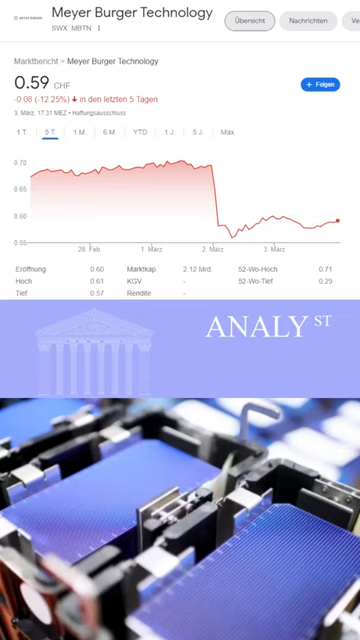 MEYER BURGER
Meyer Burger Technology
SWX MBTN
Übersicht
Nachrichten
Ve
Marktbericht > Meyer Burger Technology
0.59 CHF
+ Folgen
-0.08 (-12.25%) ↓ in den letzten 5 Tagen
3. März, 17:31 MEZ • Haftungsausschluss
1 T. 5 T. 1 M. 6 M. YTD 1 J. 5 J. Max.
0.70
0.65
0.60
0.55
28. Feb. 1. März 2. März 3. März
Eröffnung 0.60 Marktkap. 2.12 Mrd. 52-Wo-Hoch 0.71
Hoch 0.61 KGV - 52-Wo-Tief 0.29
Tief 0.57 Rendite -
ANALYST